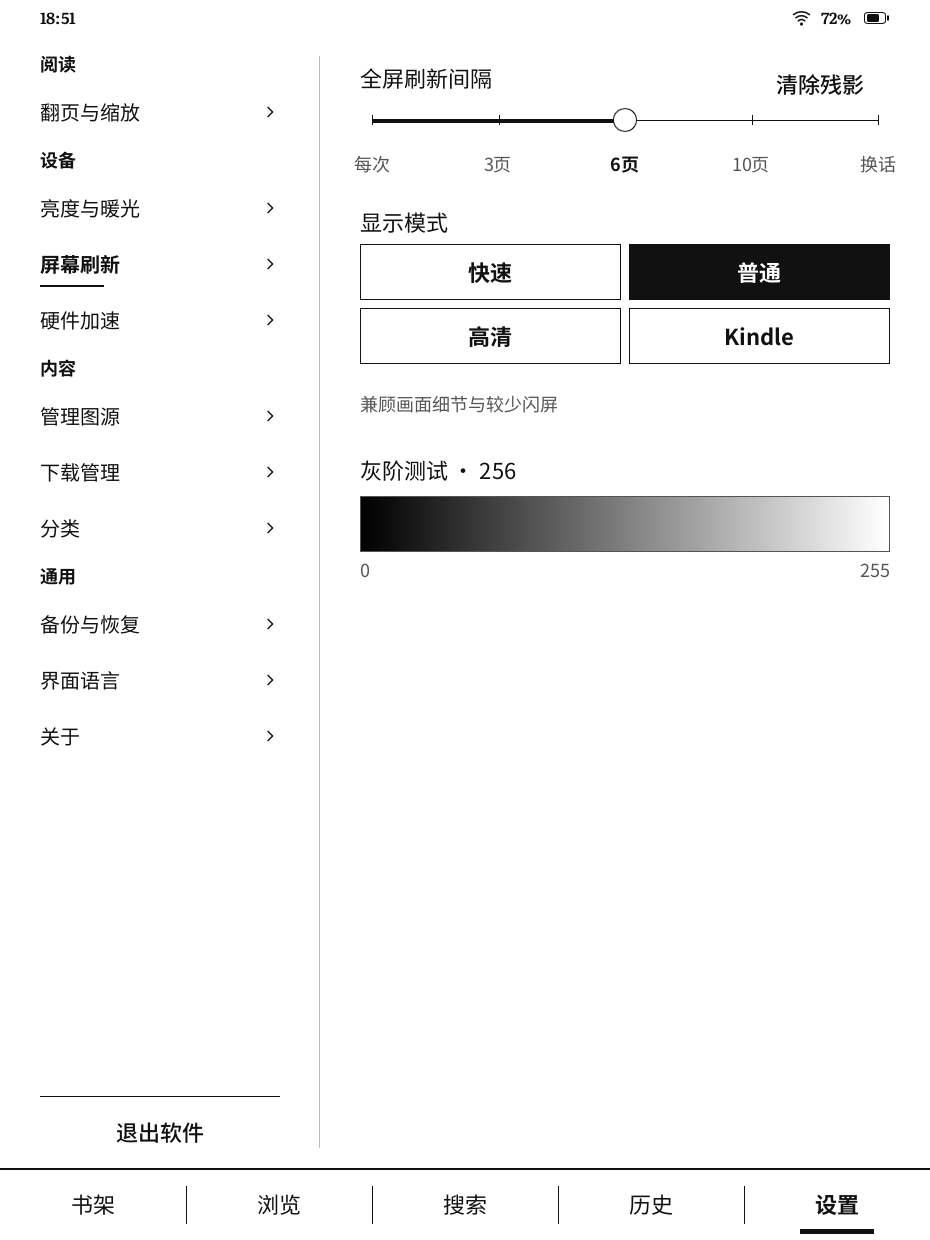 18:51
72%
阅读
翻页与缩放
设备
亮度与暖光
屏幕刷新
硬件加速
内容
管理图源
下载管理
分类
通用
备份与恢复
界面语言
关于
退出软件
全屏刷新间隔
清除残影
每次 3页 6页 10页 换话
显示模式
快速 普通
高清 Kindle
兼顾画面细节与较少闪屏
灰阶测试 · 256
0 255
书架 浏览 搜索 历史 设置